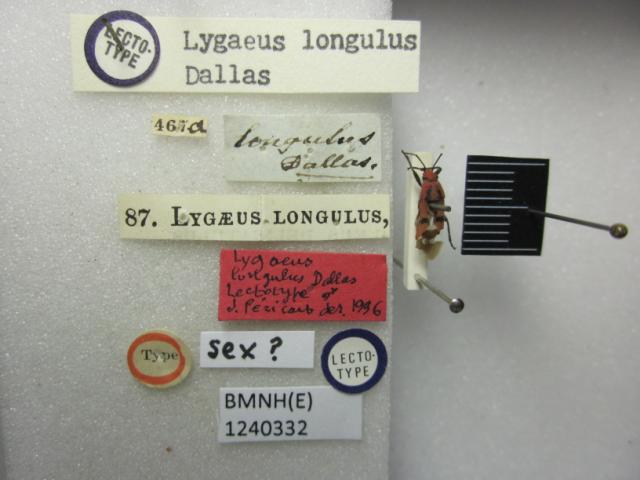 LECTO-
TYPE
Lygaeus longulus
Dallas
467a
longulus
Dallas.
87. LYGÆUS LONGULUS,
Lygaeus
longulus Dallas
Lectotype ♂
J. Péricart det. 1996
Type
sex ?
LECTO-
TYPE
BMNH(E)
1240332